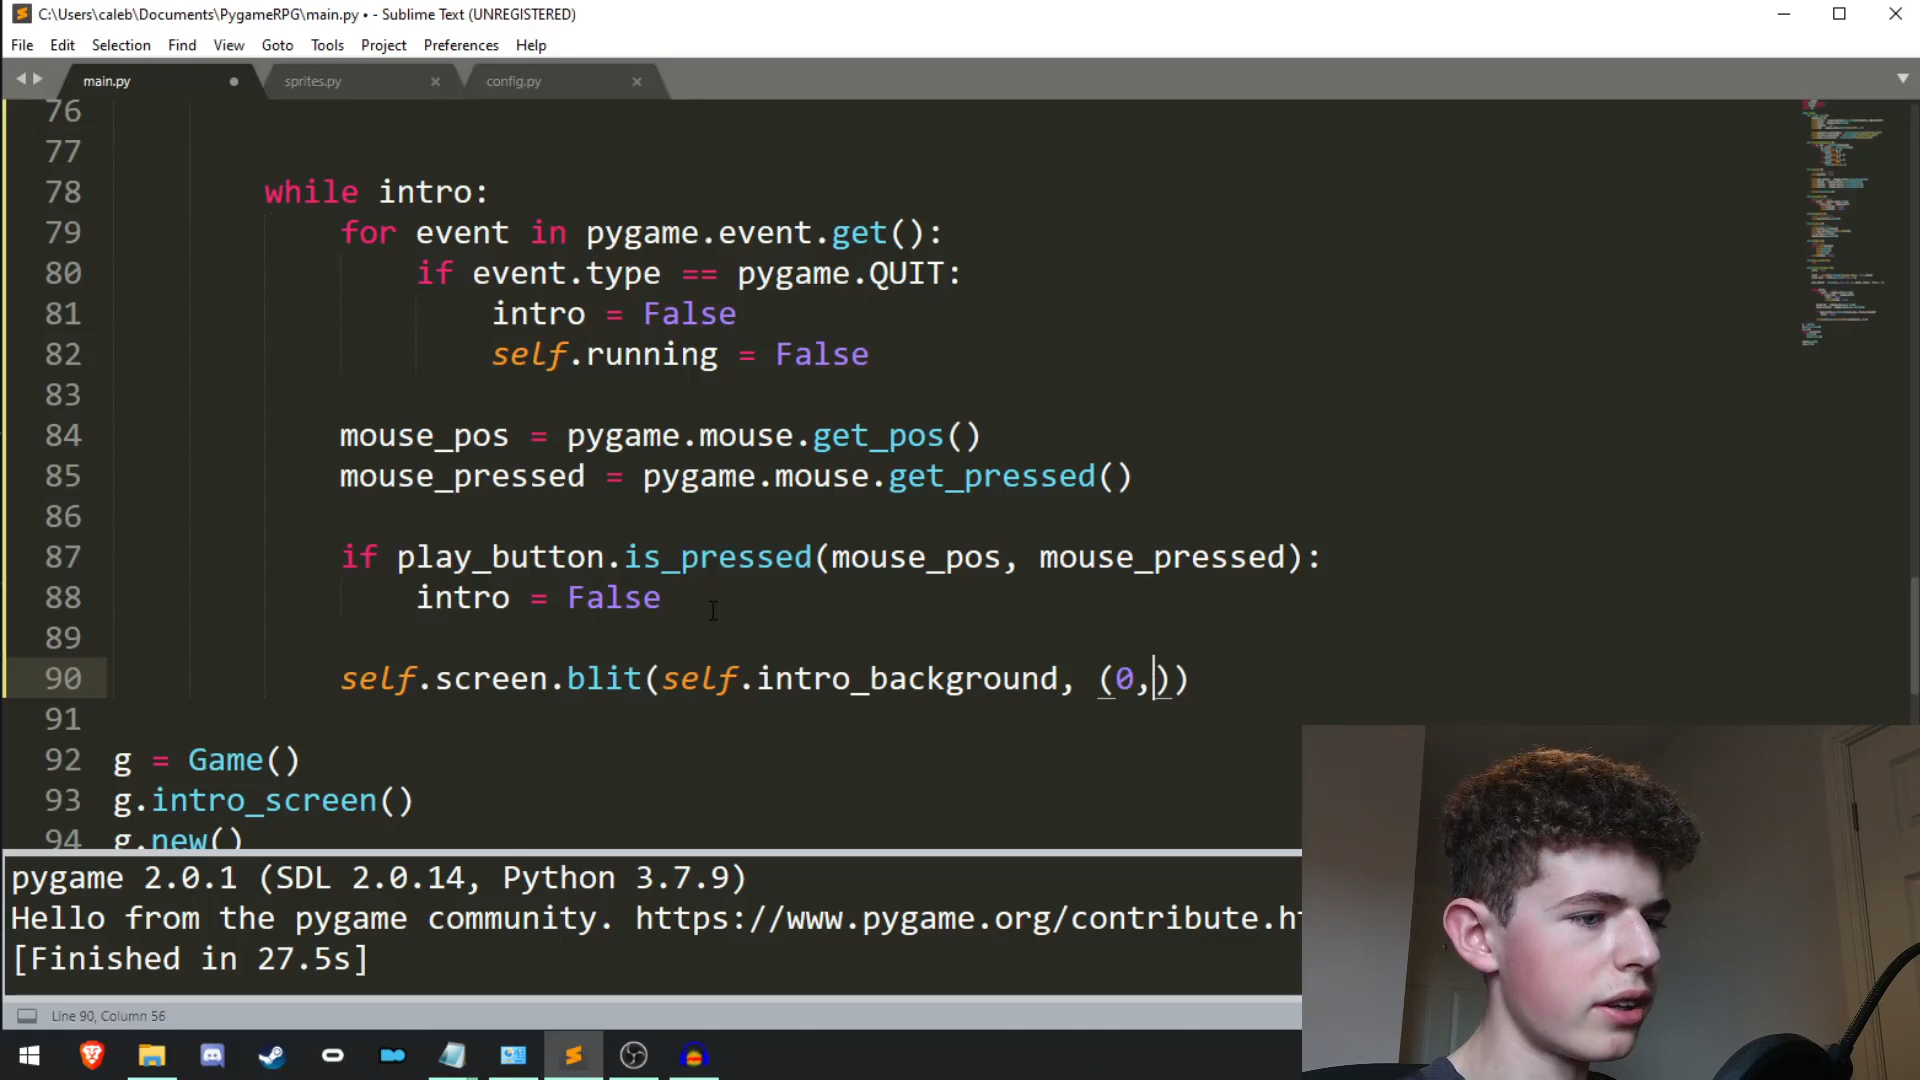 C:\Users\caleb\Documents\PygameRPG\main.py • - Sublime Text (UNREGISTERED)
File Edit Selection Find View Goto Tools Project Preferences Help
main.py sprites.py config.py
76
77
78 while intro:
79 for event in pygame.event.get():
80 if event.type == pygame.QUIT:
81 intro = False
82 self.running = False
83
84 mouse_pos = pygame.mouse.get_pos()
85 mouse_pressed = pygame.mouse.get_pressed()
86
87 if play_button.is_pressed(mouse_pos, mouse_pressed):
88 intro = False
89
90 self.screen.blit(self.intro_background, (0,))
91
92 g = Game()
93 g.intro_screen()
94 g.new()
pygame 2.0.1 (SDL 2.0.14, Python 3.7.9)
Hello from the pygame community. https://www.pygame.org/contribute.ht
[Finished in 27.5s]
Line 90, Column 56